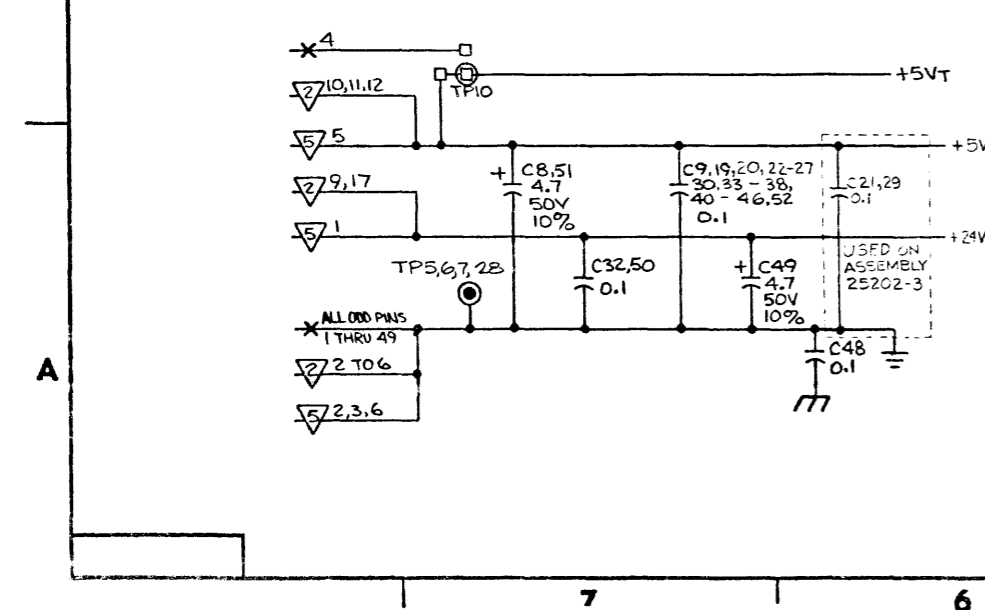 4
+5VT
TP10
2 10,11,12
5 5
+5V
2 9,17
5 1
+24V
+ C8,51
4.7
50V
10%
C9,19,20,22-27
30,33-38,
40-46,52
0.1
C21,29
0.1
USED ON
ASSEMBLY
25202-3
TP5,6,7,28
C32,50
0.1
+ C49
4.7
50V
10%
ALL ODD PINS
1 THRU 49
2 2 TO 6
5 2,3,6
C48
0.1
A
7
6